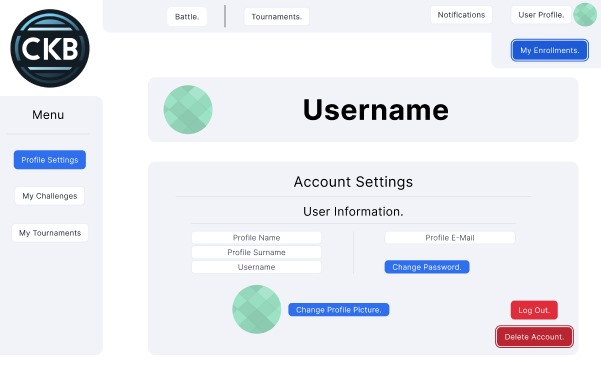 CKB
Battle.
Tournaments.
Notifications
User Profile.
My Enrollments.
Menu
Profile Settings
My Challenges
My Tournaments
Username
Account Settings
User Information.
Profile Name
Profile Surname
Username
Profile E-Mail
Change Password.
Change Profile Picture.
Log Out.
Delete Account.